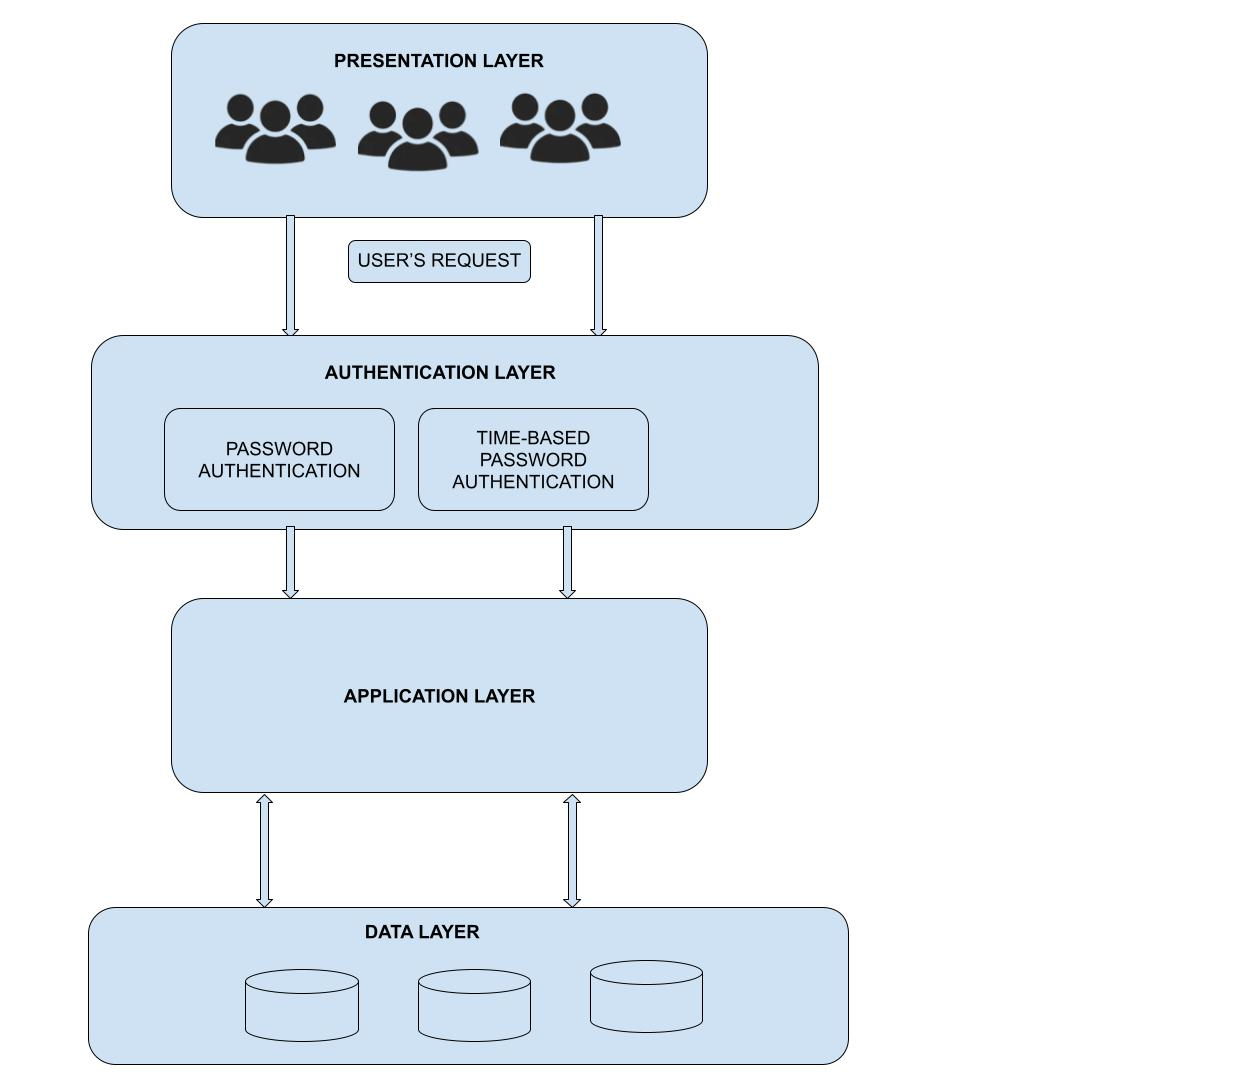 PRESENTATION LAYER
USER’S REQUEST
AUTHENTICATION LAYER
PASSWORD
AUTHENTICATION
TIME-BASED
PASSWORD
AUTHENTICATION
APPLICATION LAYER
DATA LAYER